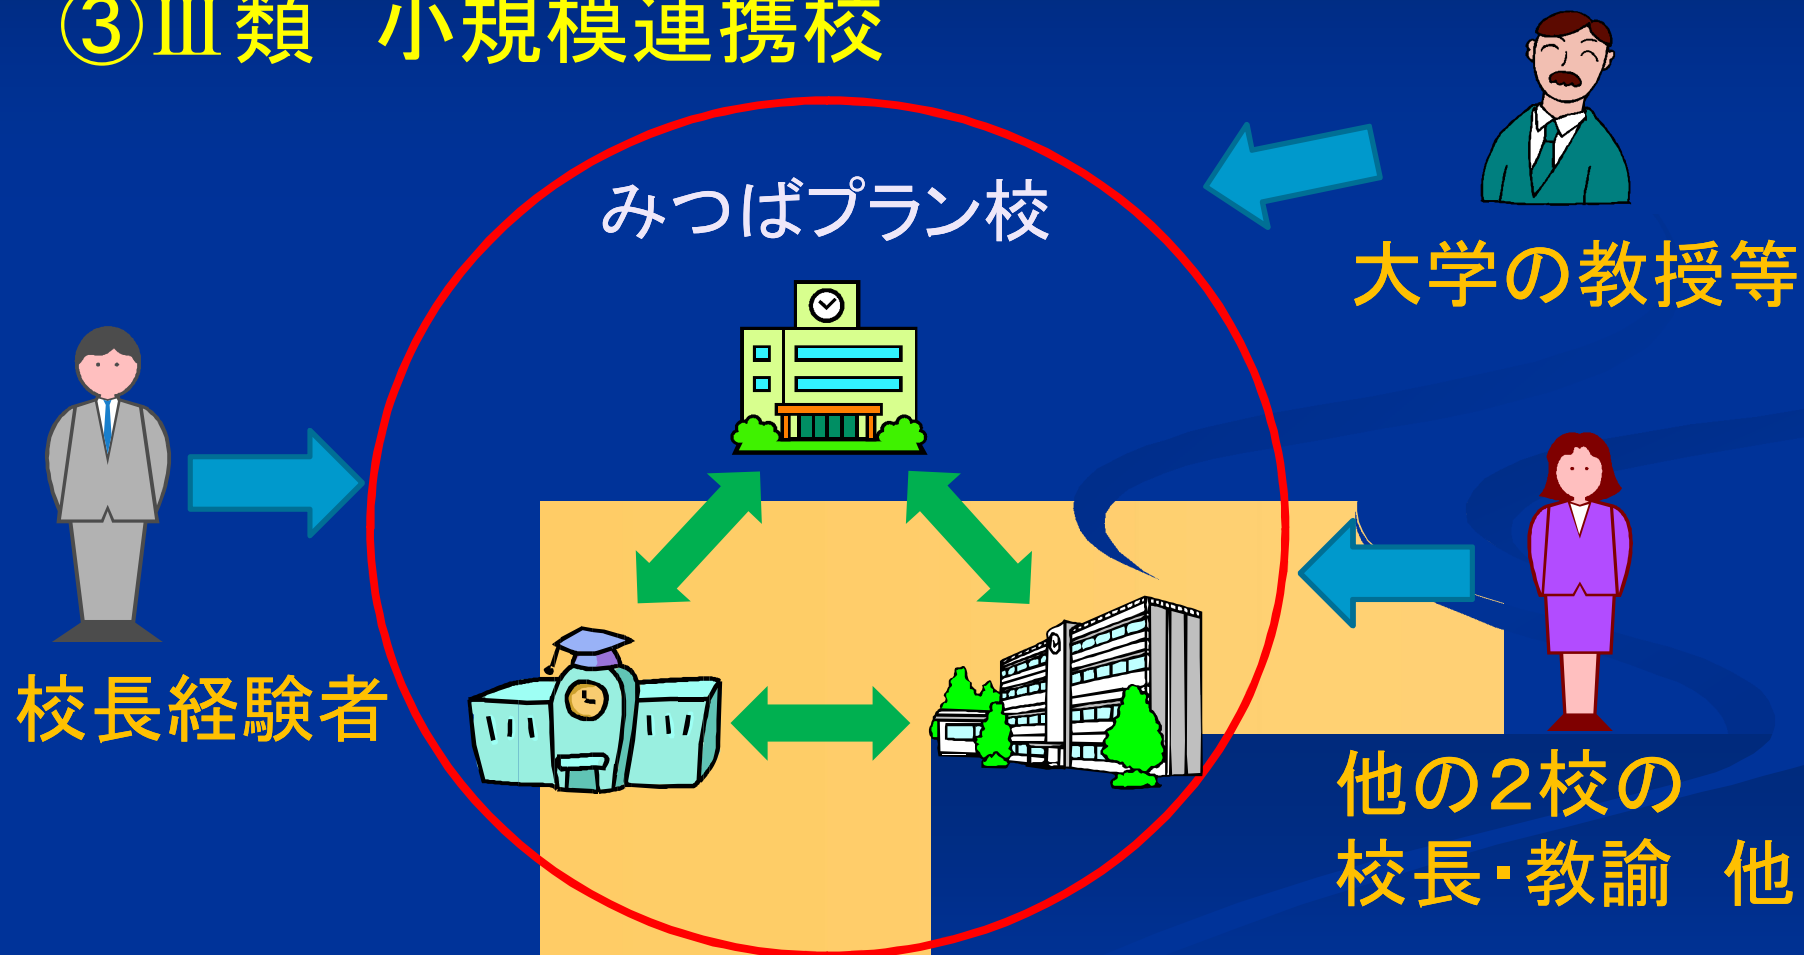 ③Ⅲ類　小規模連携校
みつばプラン校
大学の教授等
校長経験者
他の２校の
校長・教諭　他